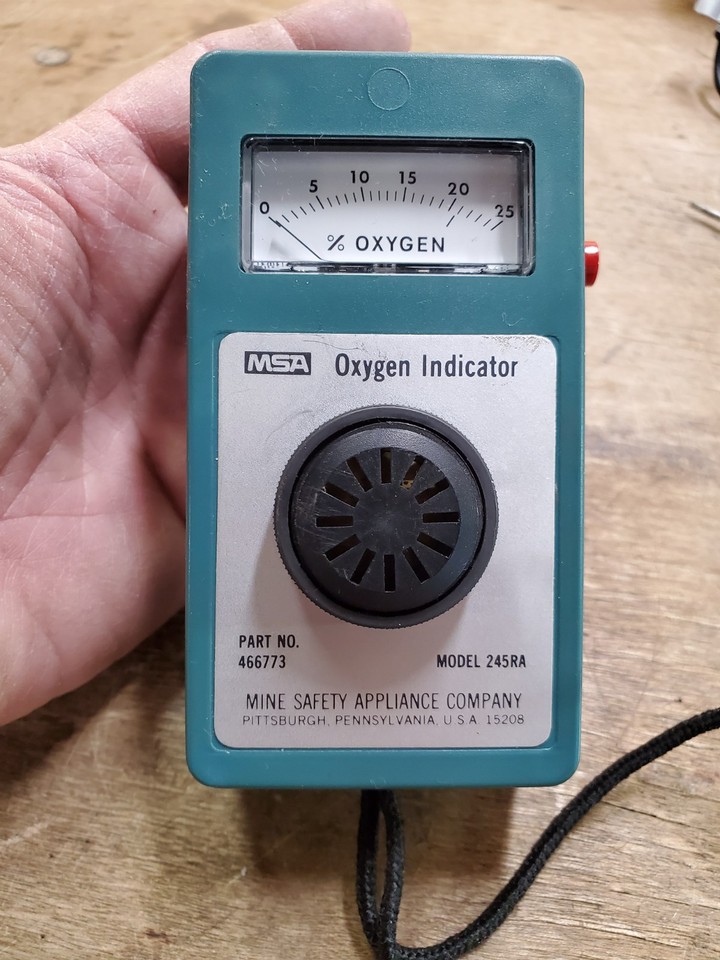 0 5 10 15 20 25
% OXYGEN
MSA Oxygen Indicator
PART NO.
466773 MODEL 245RA
MINE SAFETY APPLIANCE COMPANY
PITTSBURGH, PENNSYLVANIA, U.S.A. 15208